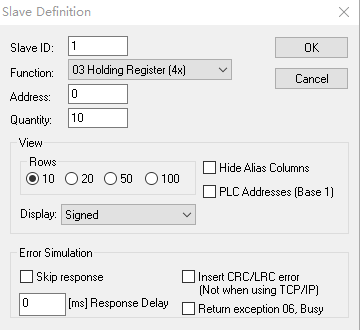 Slave Definition
Slave ID: 1
OK
Function: 03 Holding Register (4x)
Cancel
Address: 0
Quantity: 10
View
Rows
10 20 50 100
Hide Alias Columns
PLC Addresses (Base 1)
Display: Signed
Error Simulation
Skip response
Insert CRC/LRC error
(Not when using TCP/IP)
0 [ms] Response Delay
Return exception 06, Busy